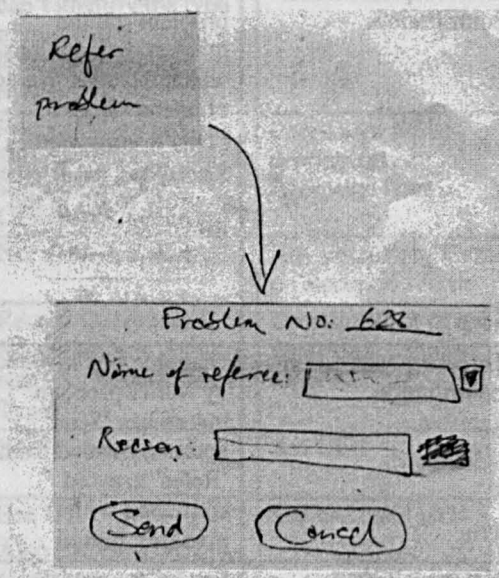 Refer
problem
Problem No: 628
Name of referee:
Reason:
Send Cancel